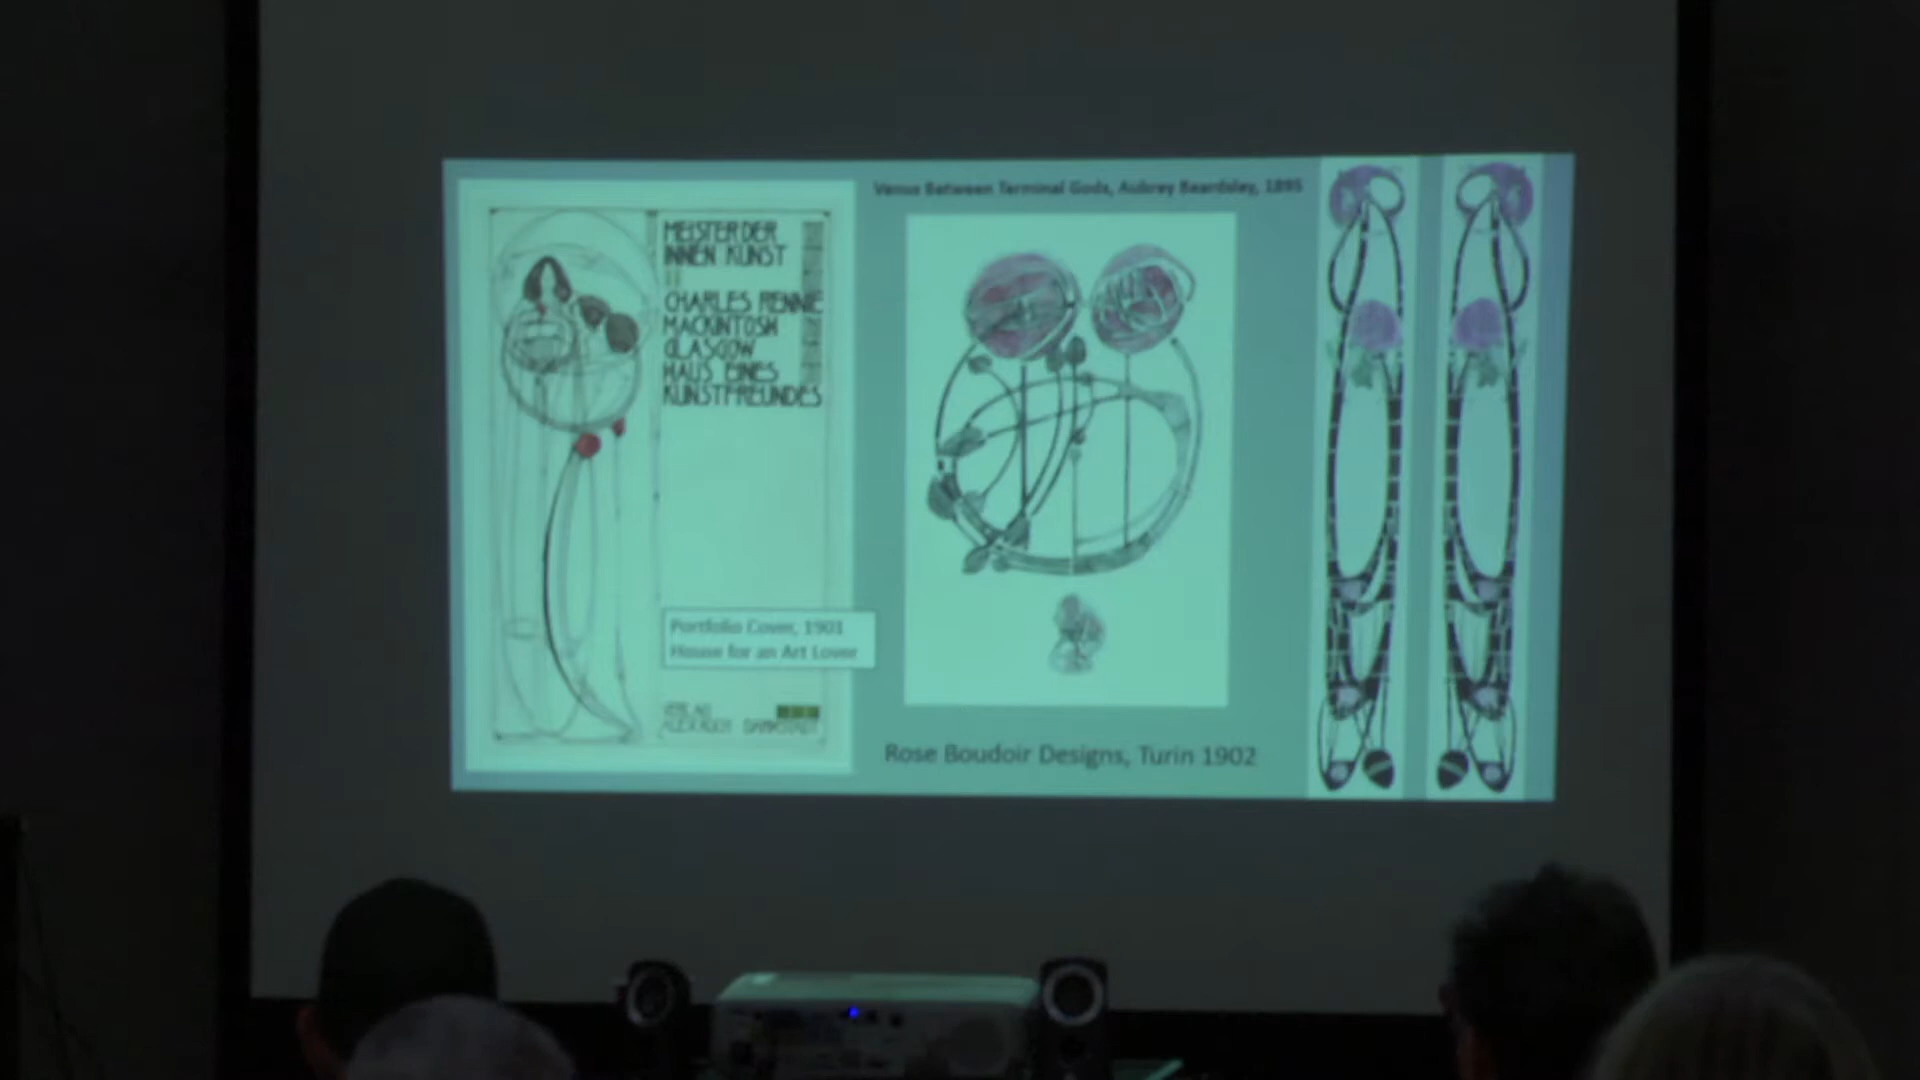 MEISTER DER
INNEN KUNST
CHARLES RENNIE
MACKINTOSH
GLASGOW
HAUS EINES
KUNSTFREUNDES
Portfolio Cover, 1901
House for an Art Lover
VERLAG
Venus Between Terminal Gods, Aubrey Beardsley, 1895
Rose Boudoir Designs, Turin 1902